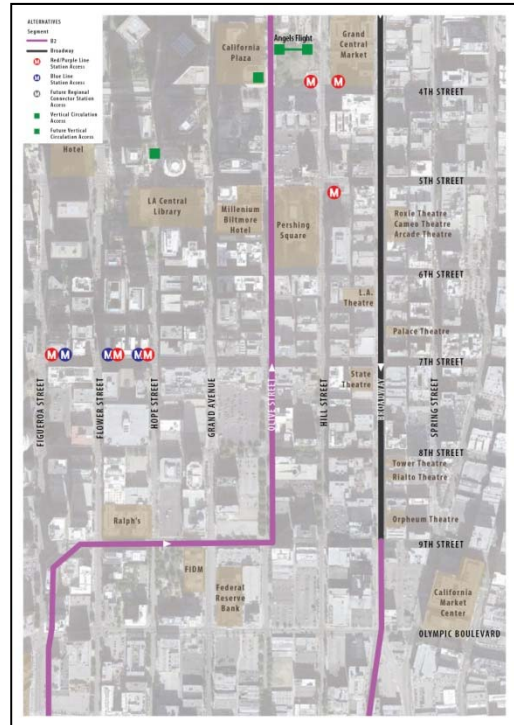 ALTERNATIVES
Segment
B2
Broadway
Red/Purple Line
Station Access
Blue Line
Station Access
Future Regional
Connector Station
Access
Vertical Circulation
Access
Future Vertical
Circulation Access
California
Plaza
Angels Flight
Grand
Central
Market
M
M
4TH STREET
Hotel
5TH STREET
M
LA Central
Library
Millenium
Biltmore
Hotel
Pershing
Square
Roxie Theatre
Cameo Theatre
Arcade Theatre
6TH STREET
L.A.
Theatre
Palace Theatre
M M
M M
M M
7TH STREET
State
Theatre
FIGUEROA STREET
FLOWER STREET
HOPE STREET
GRAND AVENUE
OLIVE STREET
HILL STREET
BROADWAY
SPRING STREET
8TH STREET
Tower Theatre
Rialto Theatre
Ralph's
Orpheum Theatre
9TH STREET
FIDM
Federal
Reserve
Bank
California
Market
Center
OLYMPIC BOULEVARD